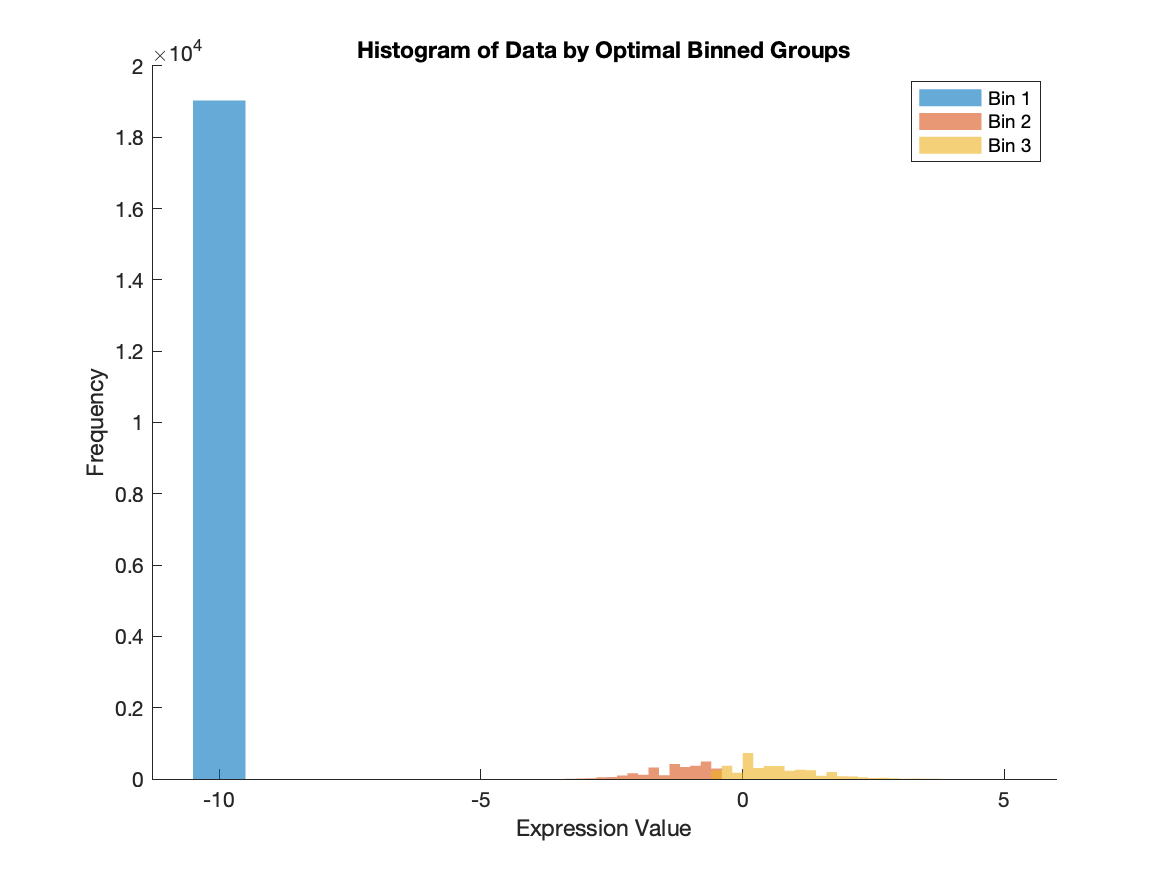 Histogram of Data by Optimal Binned Groups
×10⁴
2
1.8
1.6
1.4
1.2
1
0.8
0.6
0.4
0.2
0
Frequency
-10
-5
0
5
Expression Value
Bin 1
Bin 2
Bin 3